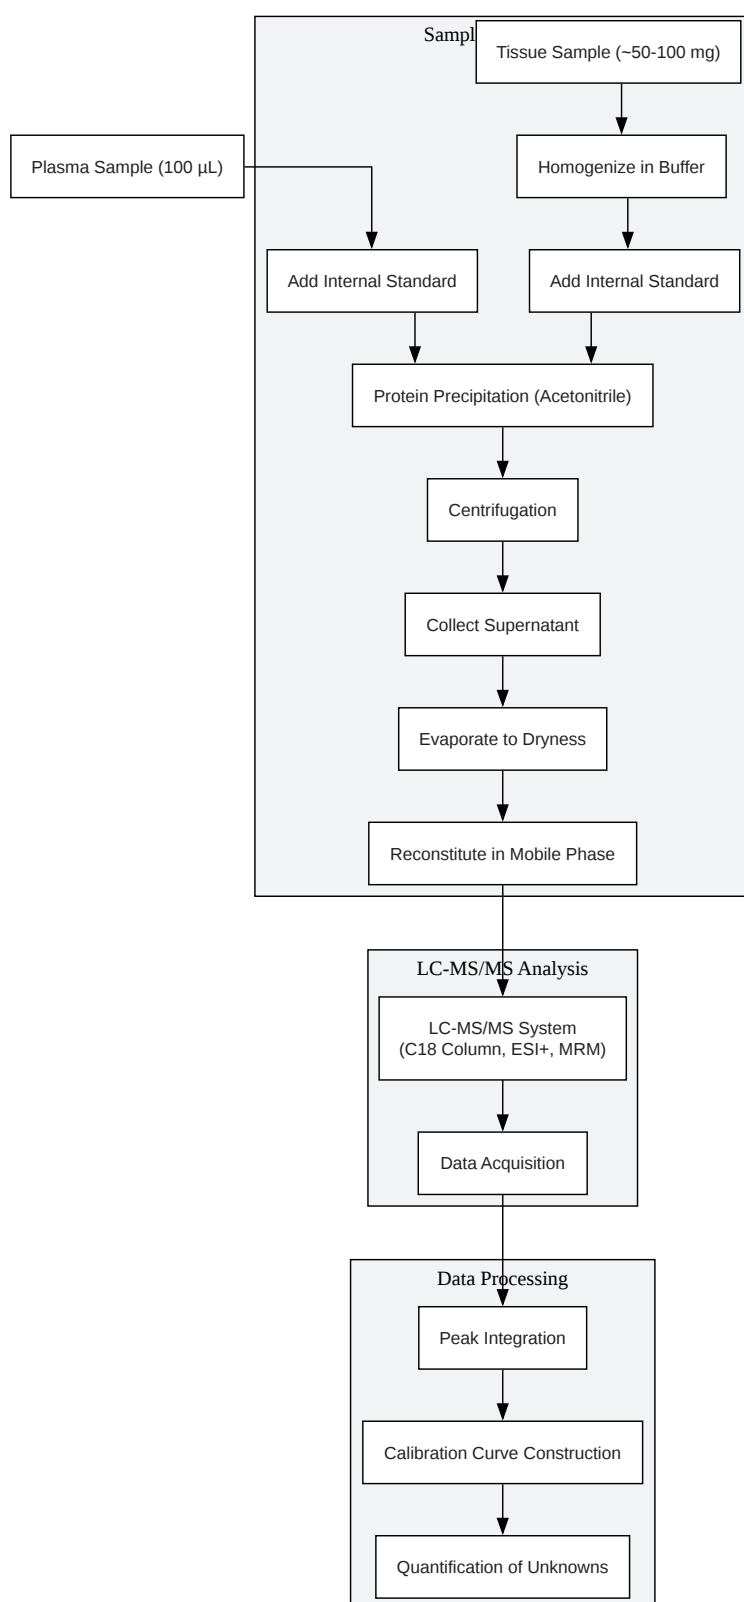 Sampl
Tissue Sample (~50-100 mg)
Plasma Sample (100 µL)
Homogenize in Buffer
Add Internal Standard
Add Internal Standard
Protein Precipitation (Acetonitrile)
Centrifugation
Collect Supernatant
Evaporate to Dryness
Reconstitute in Mobile Phase
LC-MS/MS Analysis
LC-MS/MS System
(C18 Column, ESI+, MRM)
Data Acquisition
Data Processing
Peak Integration
Calibration Curve Construction
Quantification of Unknowns